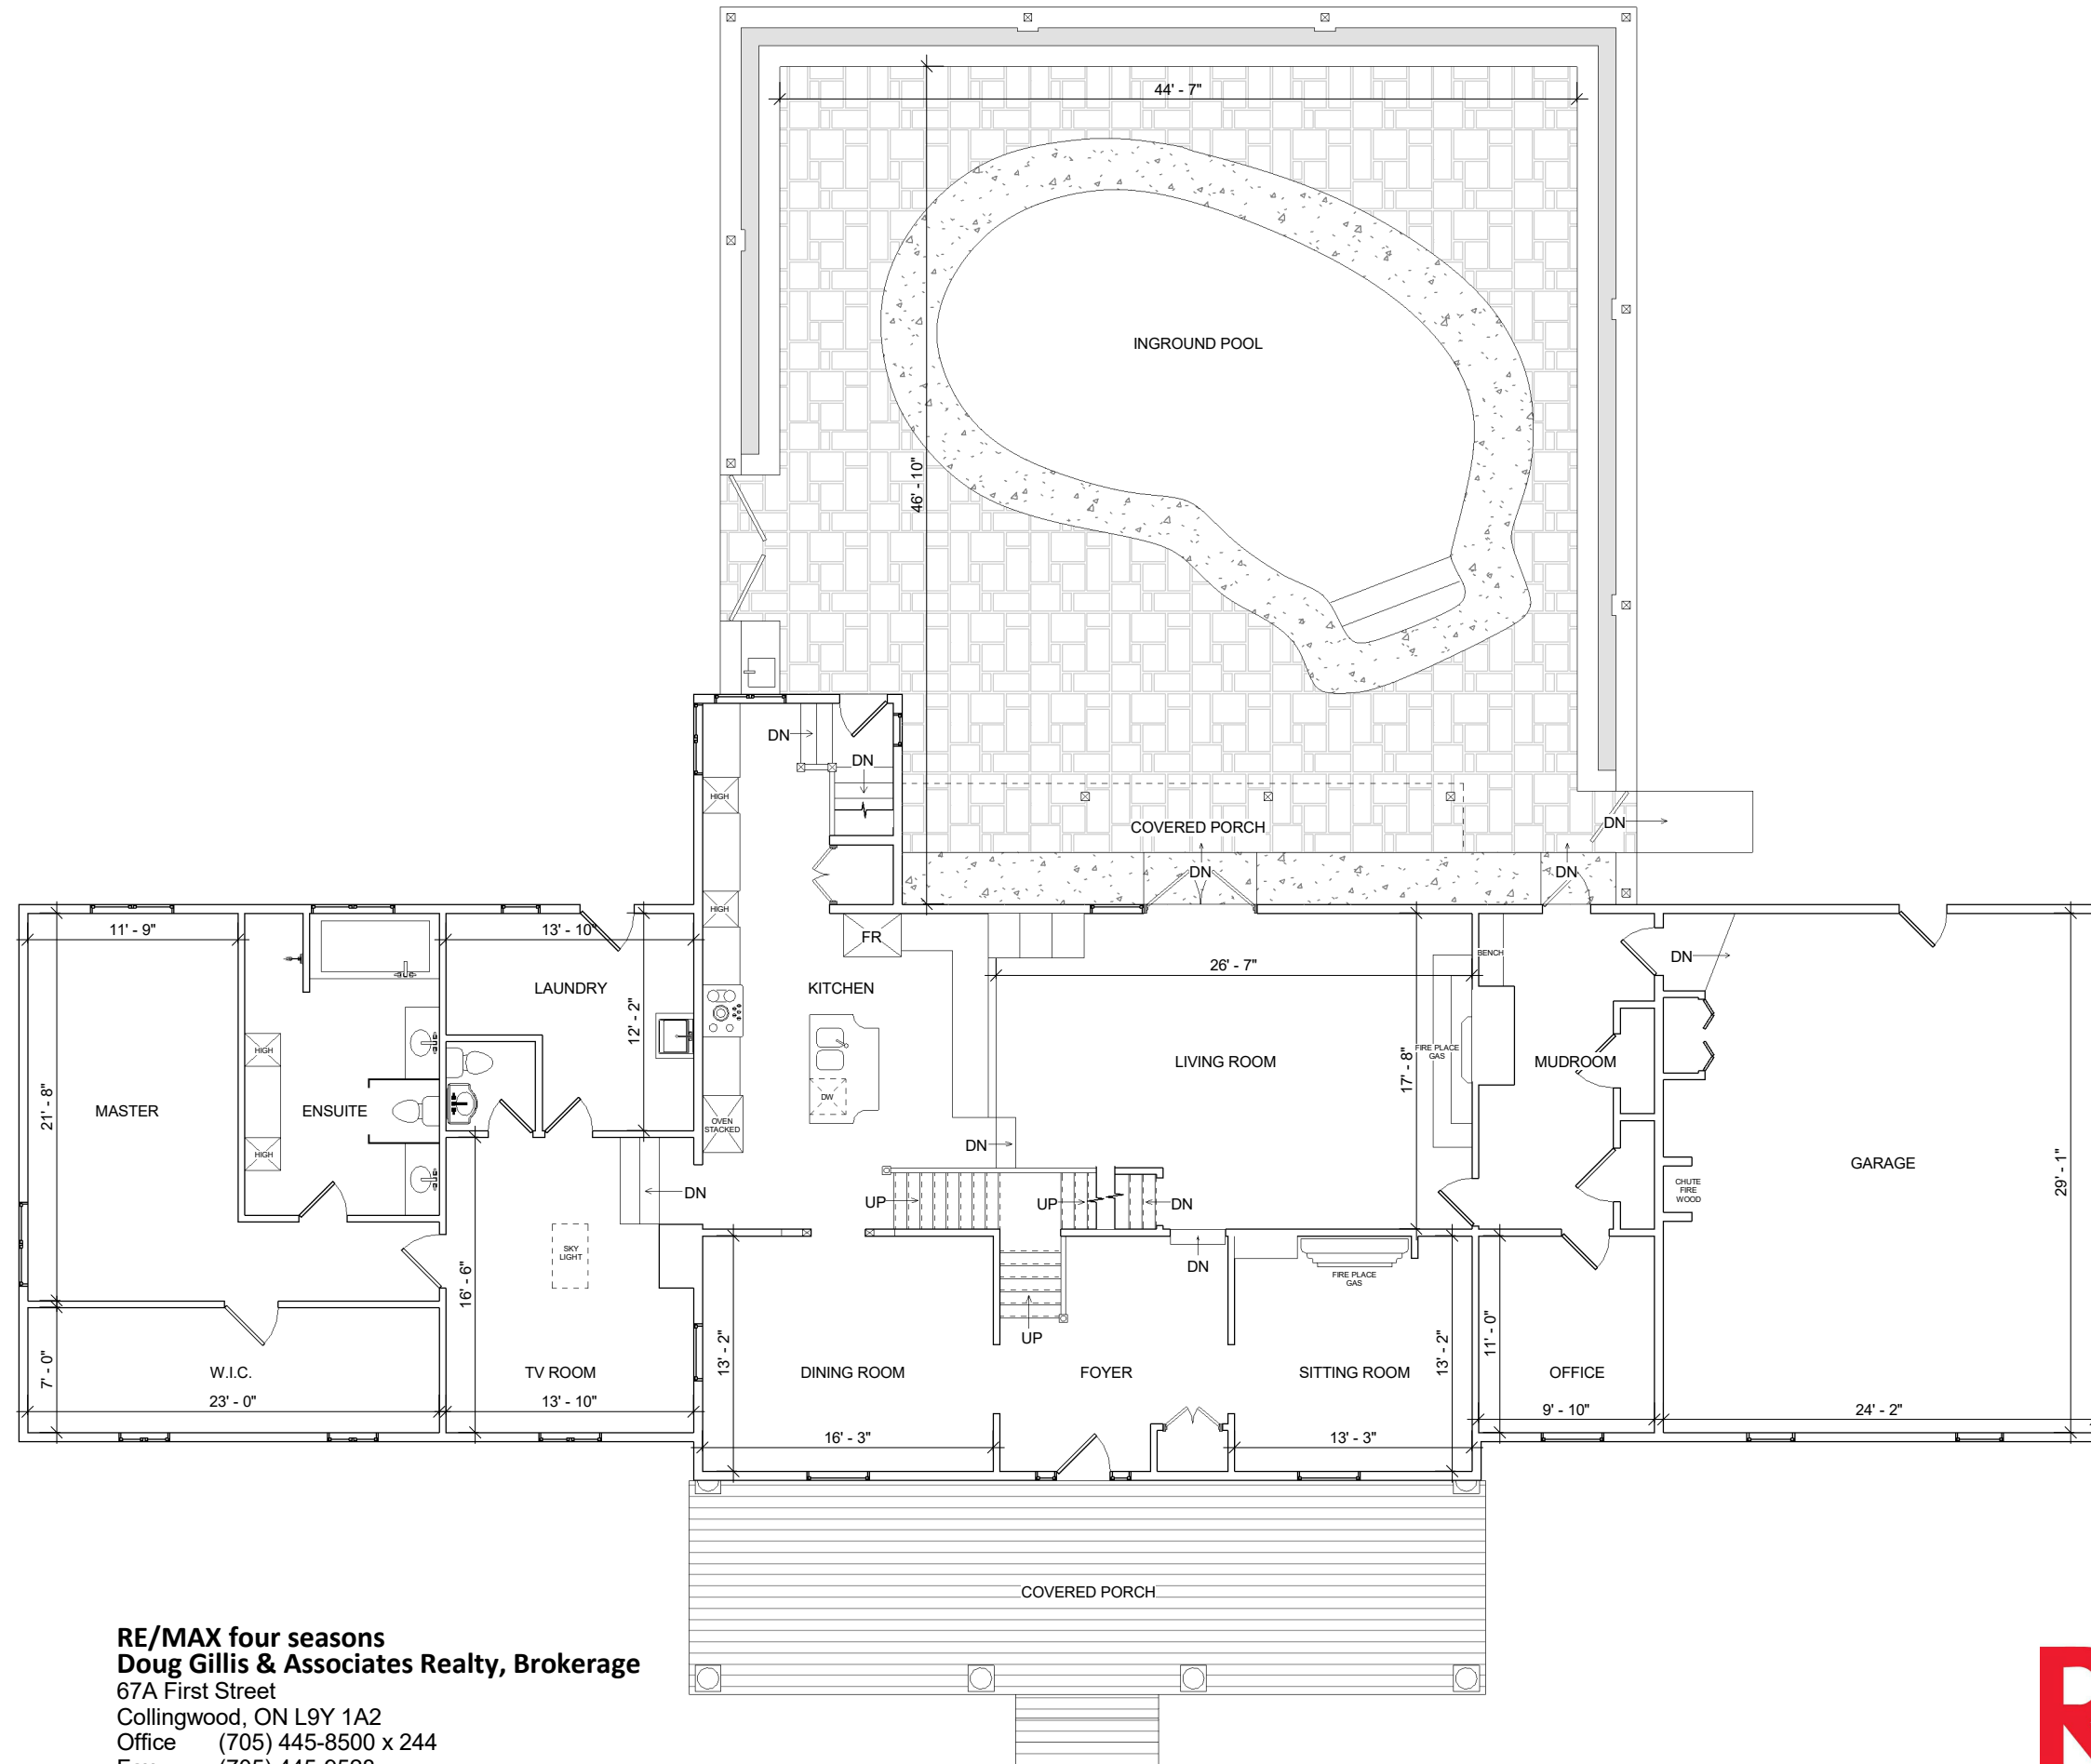 44' - 7"
INGROUND POOL
46' - 10"
DN
DN
HIGH
COVERED PORCH
DN
DN
DN
HIGH
FR
11' - 9"
13' - 10"
26' - 7"
BENCH
DN
LAUNDRY
KITCHEN
12' - 2"
HIGH
LIVING ROOM
FIRE PLACE
GAS
17' - 8"
MUDROOM
21' - 8"
MASTER
ENSUITE
DW
OVEN
STACKED
HIGH
DN
GARAGE
29' - 1"
CHUTE
FIRE
WOOD
DN
UP
UP
DN
SKY
LIGHT
16' - 6"
DN
FIRE PLACE
GAS
UP
7' - 0"
W.I.C.
23' - 0"
TV ROOM
13' - 10"
13' - 2"
DINING ROOM
16' - 3"
FOYER
SITTING ROOM
13' - 2"
13' - 3"
11' - 0"
OFFICE
9' - 10"
24' - 2"
COVERED PORCH
RE/MAX four seasons
Doug Gillis & Associates Realty, Brokerage
67A First Street
Collingwood, ON L9Y 1A2
Office (705) 445-8500 x 244
R